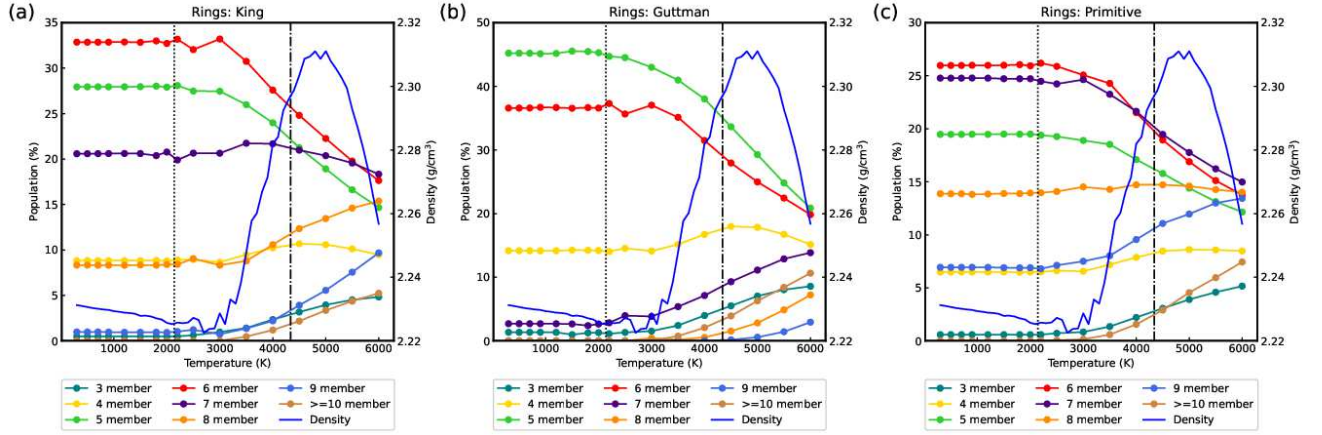 (a)
Rings: King
35
30
25
20
15
10
5
0
Population (%)
2.32
2.30
2.28
2.26
2.24
2.22
Density (g/cm³)
1000 2000 3000 4000 5000 6000
Temperature (K)
3 member 6 member 9 member
4 member 7 member >=10 member
5 member 8 member Density
(b)
Rings: Guttman
50
40
30
20
10
0
Population (%)
2.32
2.30
2.28
2.26
2.24
2.22
Density (g/cm³)
1000 2000 3000 4000 5000 6000
Temperature (K)
3 member 6 member 9 member
4 member 7 member >=10 member
5 member 8 member Density
(c)
Rings: Primitive
30
25
20
15
10
5
0
Population (%)
2.32
2.30
2.28
2.26
2.24
2.22
Density (g/cm³)
1000 2000 3000 4000 5000 6000
Temperature (K)
3 member 6 member 9 member
4 member 7 member >=10 member
5 member 8 member Density